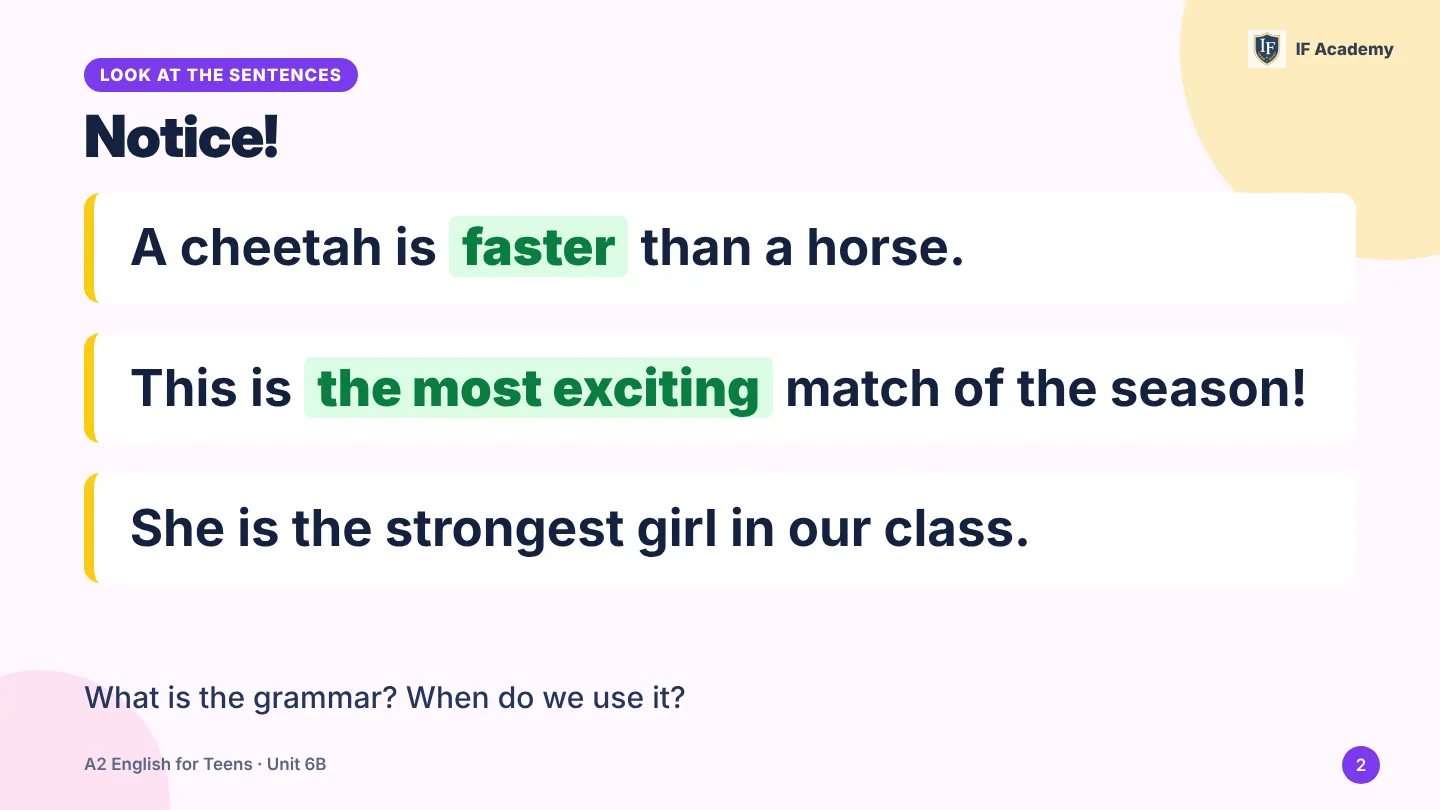 IF
IF Academy
LOOK AT THE SENTENCES
Notice!
A cheetah is faster than a horse.
This is the most exciting match of the season!
She is the strongest girl in our class.
What is the grammar? When do we use it?
A2 English for Teens · Unit 6B
2